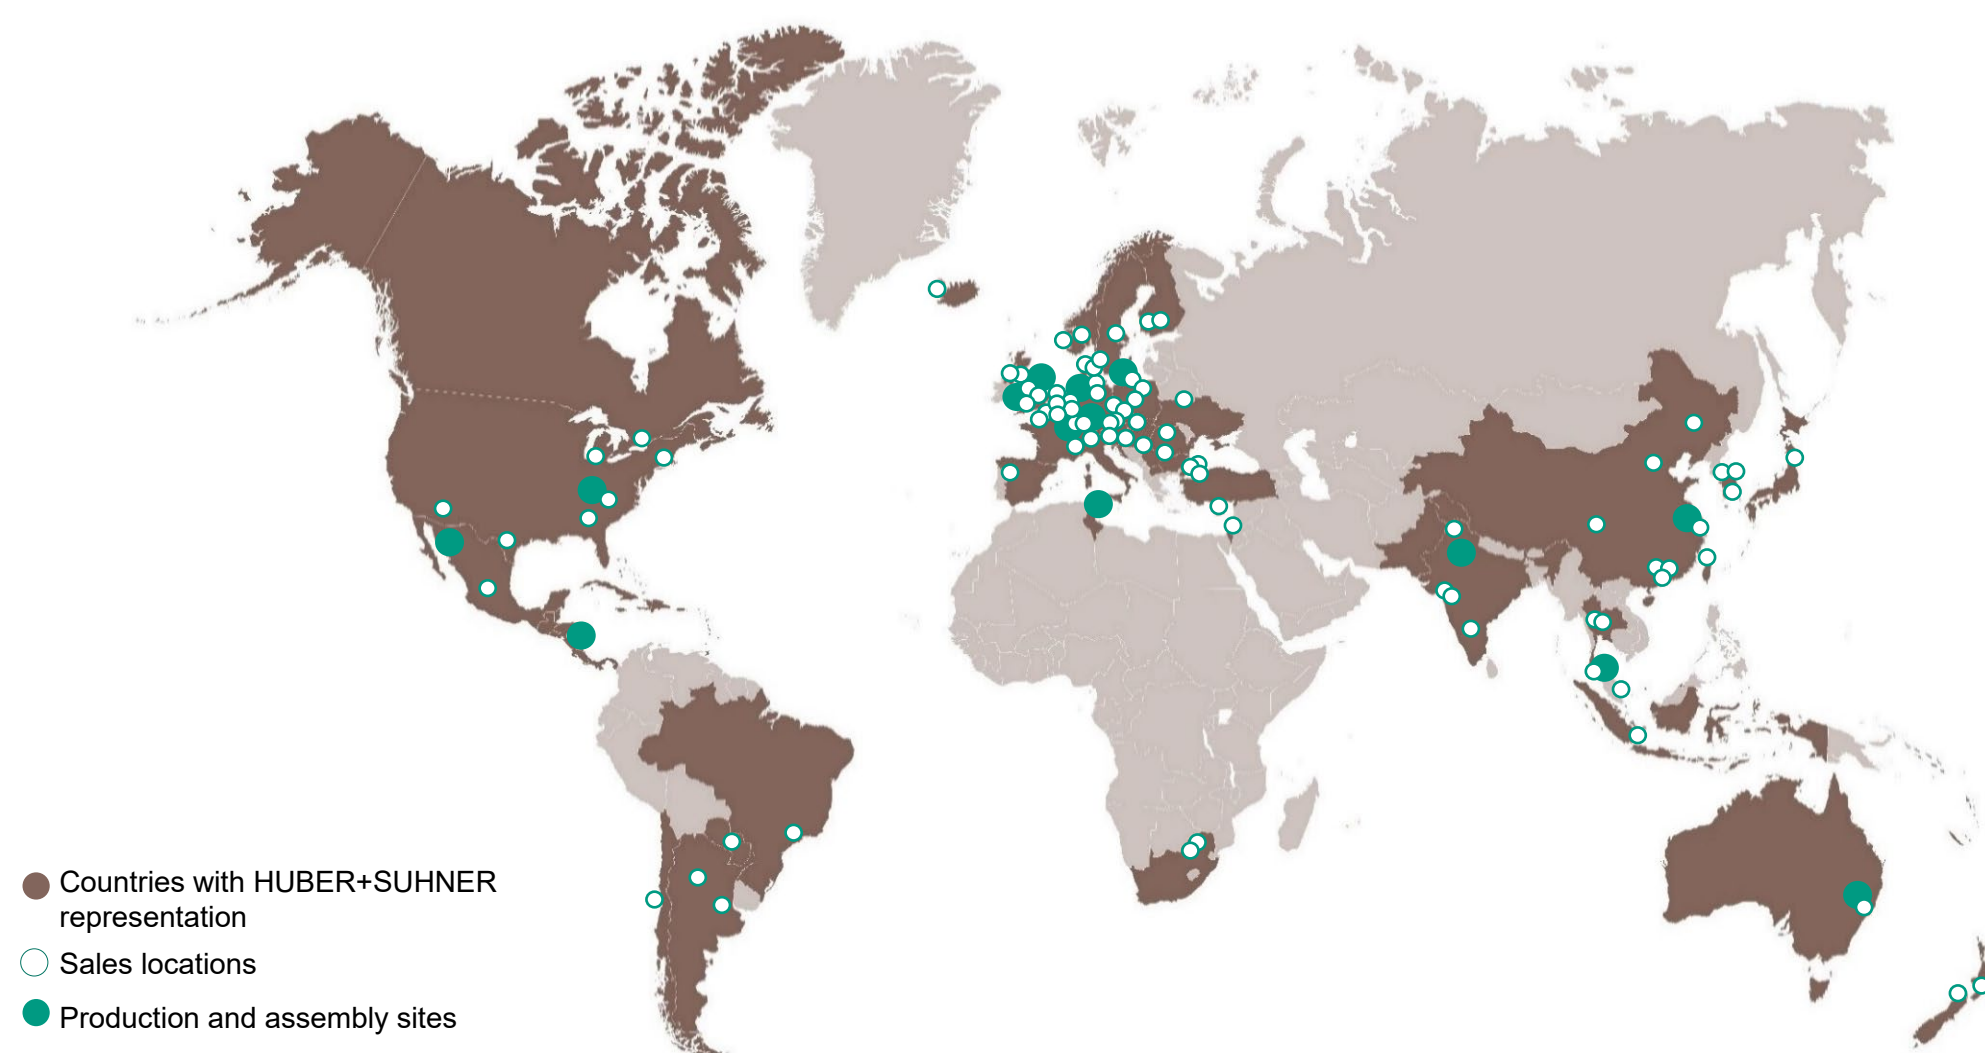 Countries with HUBER+SUHNER
representation
Sales locations
Production and assembly sites